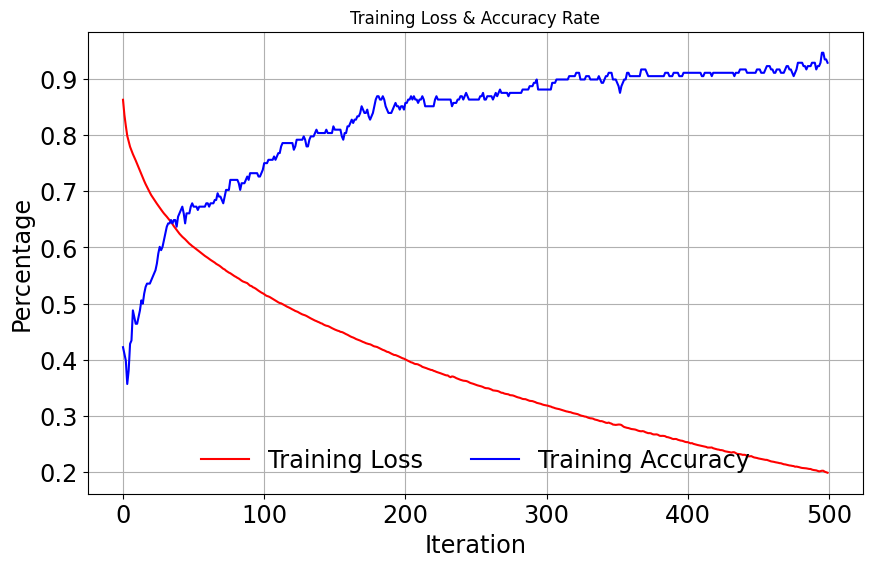 Training Loss & Accuracy Rate
Percentage
0.9
0.8
0.7
0.6
0.5
0.4
0.3
0.2
Training Loss
Training Accuracy
0 100 200 300 400 500
Iteration